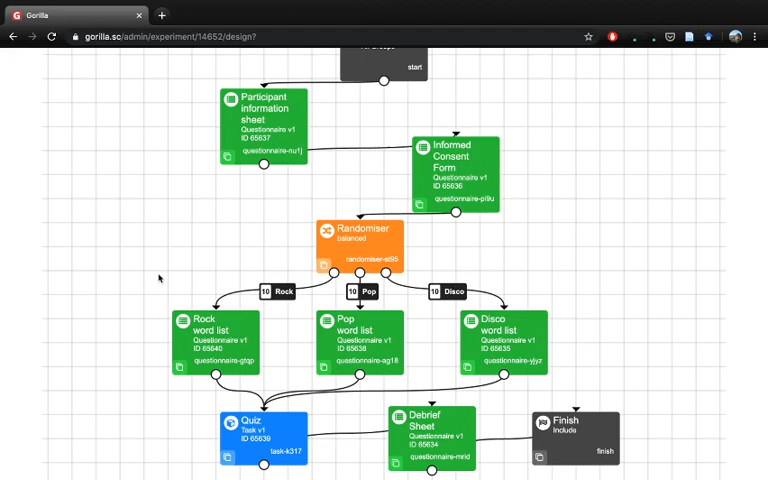 Gorilla
gorilla.sc/admin/experiment/14652/design?
start
Participant
information
sheet
Questionnaire v1
ID 65637
questionnaire-nu1j
Informed
Consent
Form
Questionnaire v1
ID 65636
questionnaire-pl9u
Randomiser
balanced
randomiser-st95
10 Rock
10 Pop
10 Disco
Rock
word list
Questionnaire v1
ID 65640
questionnaire-gtqp
Pop
word list
Questionnaire v1
ID 65638
questionnaire-ag18
Disco
word list
Questionnaire v1
ID 65635
questionnaire-yjyz
Quiz
Task v1
ID 65639
task-k317
Debrief
Sheet
Questionnaire v1
ID 65634
questionnaire-mrid
Finish
Include
finish